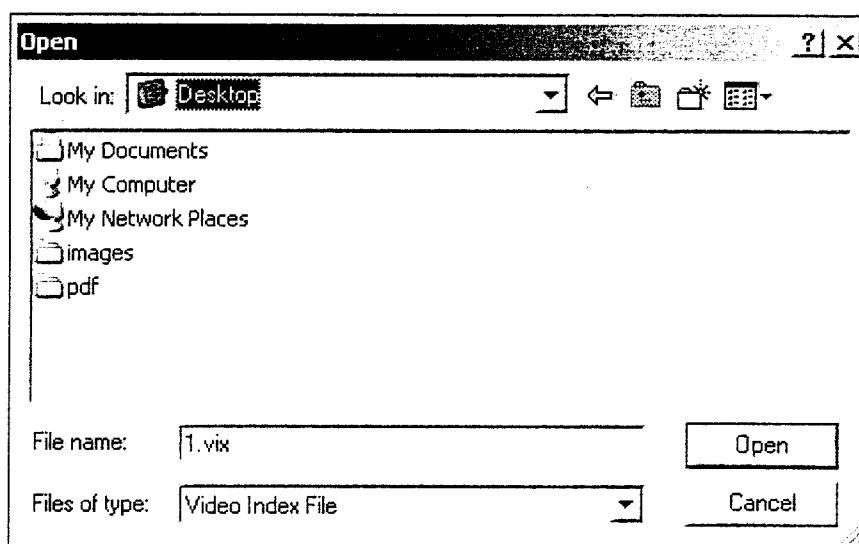 Open
Look in: Desktop
My Documents
My Computer
My Network Places
images
pdf
File name: 1.vix Open
Files of type: Video Index File Cancel